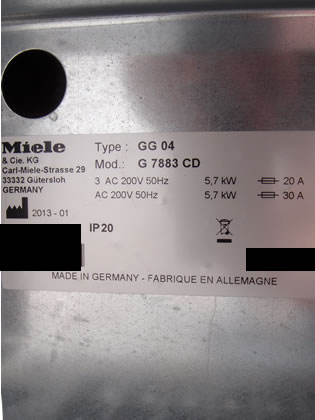 Miele
& Cie. KG
Carl-Miele-Strasse 29
33332 Gütersloh
GERMANY
2013 - 01
Type : GG 04
Mod.: G 7883 CD
3 AC 200V 50Hz 5,7 kW 20 A
AC 200V 50Hz 5,7 kW 30 A
IP20
MADE IN GERMANY - FABRIQUE EN ALLEMAGNE